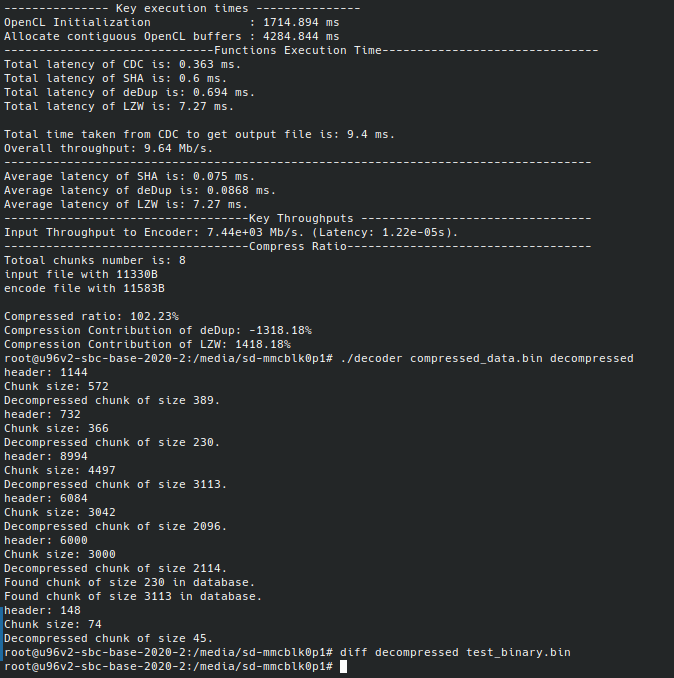 --------------- Key execution times ---------------
OpenCL Initialization : 1714.894 ms
Allocate contiguous OpenCL buffers : 4284.844 ms
------------------------------Functions Execution Time-------------------------------
Total latency of CDC is: 0.363 ms.
Total latency of SHA is: 0.6 ms.
Total latency of deDup is: 0.694 ms.
Total latency of LZW is: 7.27 ms.
Total time taken from CDC to get output file is: 9.4 ms.
Overall throughput: 9.64 Mb/s.
------------------------------------------------------------------------------------
Average latency of SHA is: 0.075 ms.
Average latency of deDup is: 0.0868 ms.
Average latency of LZW is: 7.27 ms.
-----------------------------------Key Throughputs ---------------------------------
Input Throughput to Encoder: 7.44e+03 Mb/s. (Latency: 1.22e-05s).
-----------------------------------Compress Ratio-----------------------------------
Totoal chunks number is: 8
input file with 11330B
encode file with 11583B
Compressed ratio: 102.23%
Compression Contribution of deDup: -1318.18%
Compression Contribution of LZW: 1418.18%
root@u96v2-sbc-base-2020-2:/media/sd-mmcblk0p1# ./decoder compressed_data.bin decompressed
header: 1144
Chunk size: 572
Decompressed chunk of size 389.
header: 732
Chunk size: 366
Decompressed chunk of size 230.
header: 8994
Chunk size: 4497
Decompressed chunk of size 3113.
header: 6084
Chunk size: 3042
Decompressed chunk of size 2096.
header: 6000
Chunk size: 3000
Decompressed chunk of size 2114.
Found chunk of size 230 in database.
Found chunk of size 3113 in database.
header: 148
Chunk size: 74
Decompressed chunk of size 45.
root@u96v2-sbc-base-2020-2:/media/sd-mmcblk0p1# diff decompressed test_binary.bin
root@u96v2-sbc-base-2020-2:/media/sd-mmcblk0p1#